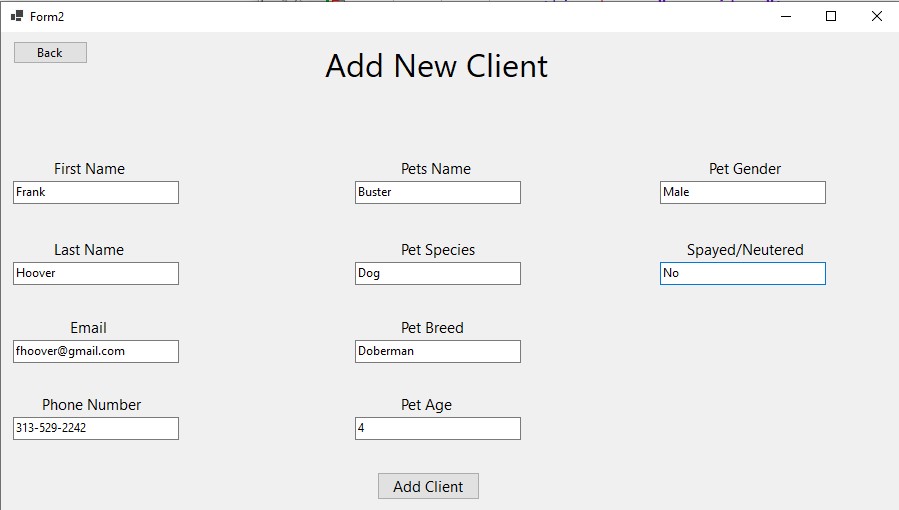 Form2
Back
Add New Client
First Name
Pets Name
Pet Gender
Frank
Buster
Male
Last Name
Pet Species
Spayed/Neutered
Hoover
Dog
No
Email
Pet Breed
fhoover@gmail.com
Doberman
Phone Number
Pet Age
313-529-2242
4
Add Client